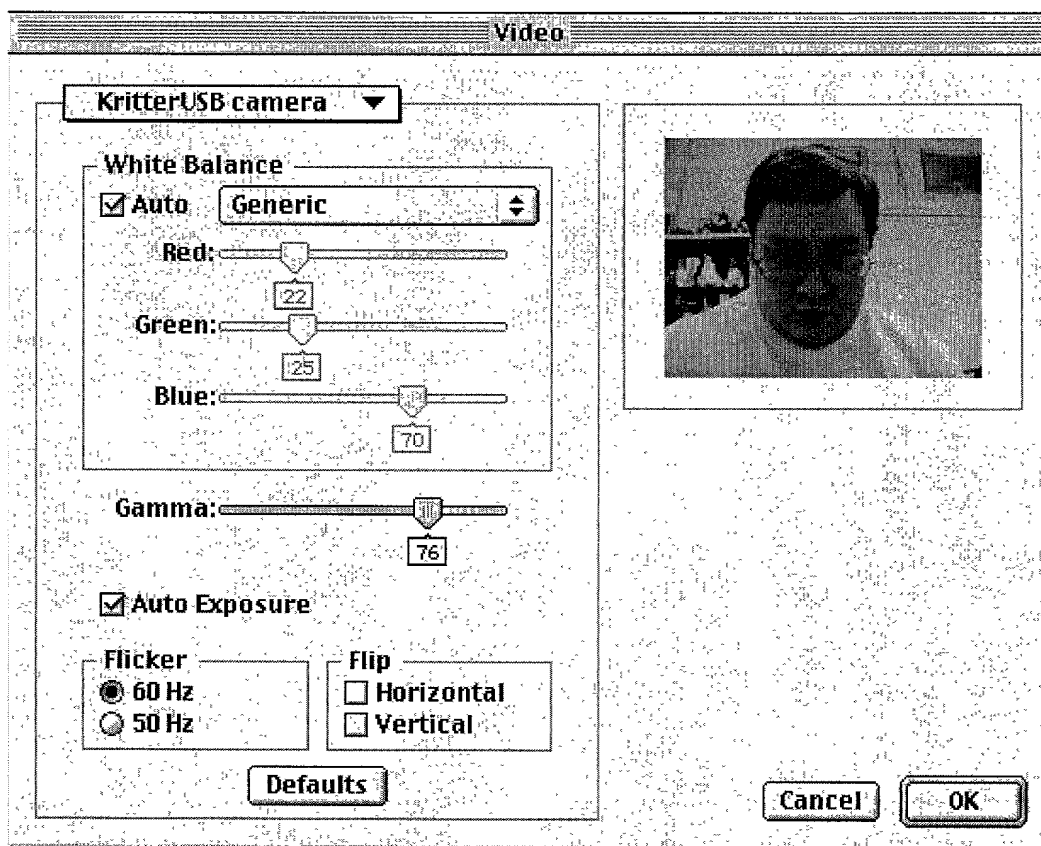 Video
KritterUSB camera
White Balance
Auto Generic
Red:
22
Green:
25
Blue:
70
Gamma:
76
Auto Exposure
Flicker
60 Hz
50 Hz
Flip
Horizontal
Vertical
Defaults
Cancel OK